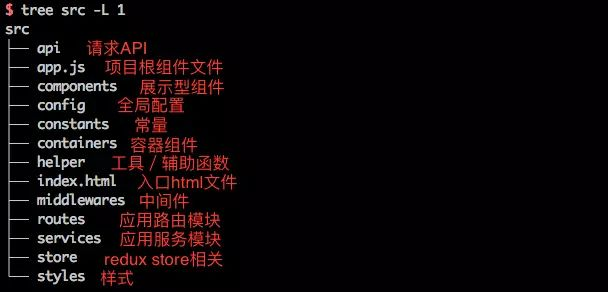 $ tree src -L 1
src
├── api 请求API
├── app.js 项目根组件文件
├── components 展示型组件
├── config 全局配置
├── constants 常量
├── containers 容器组件
├── helper 工具 / 辅助函数
├── index.html 入口html文件
├── middlewares 中间件
├── routes 应用路由模块
├── services 应用服务模块
├── store redux store相关
└── styles 样式